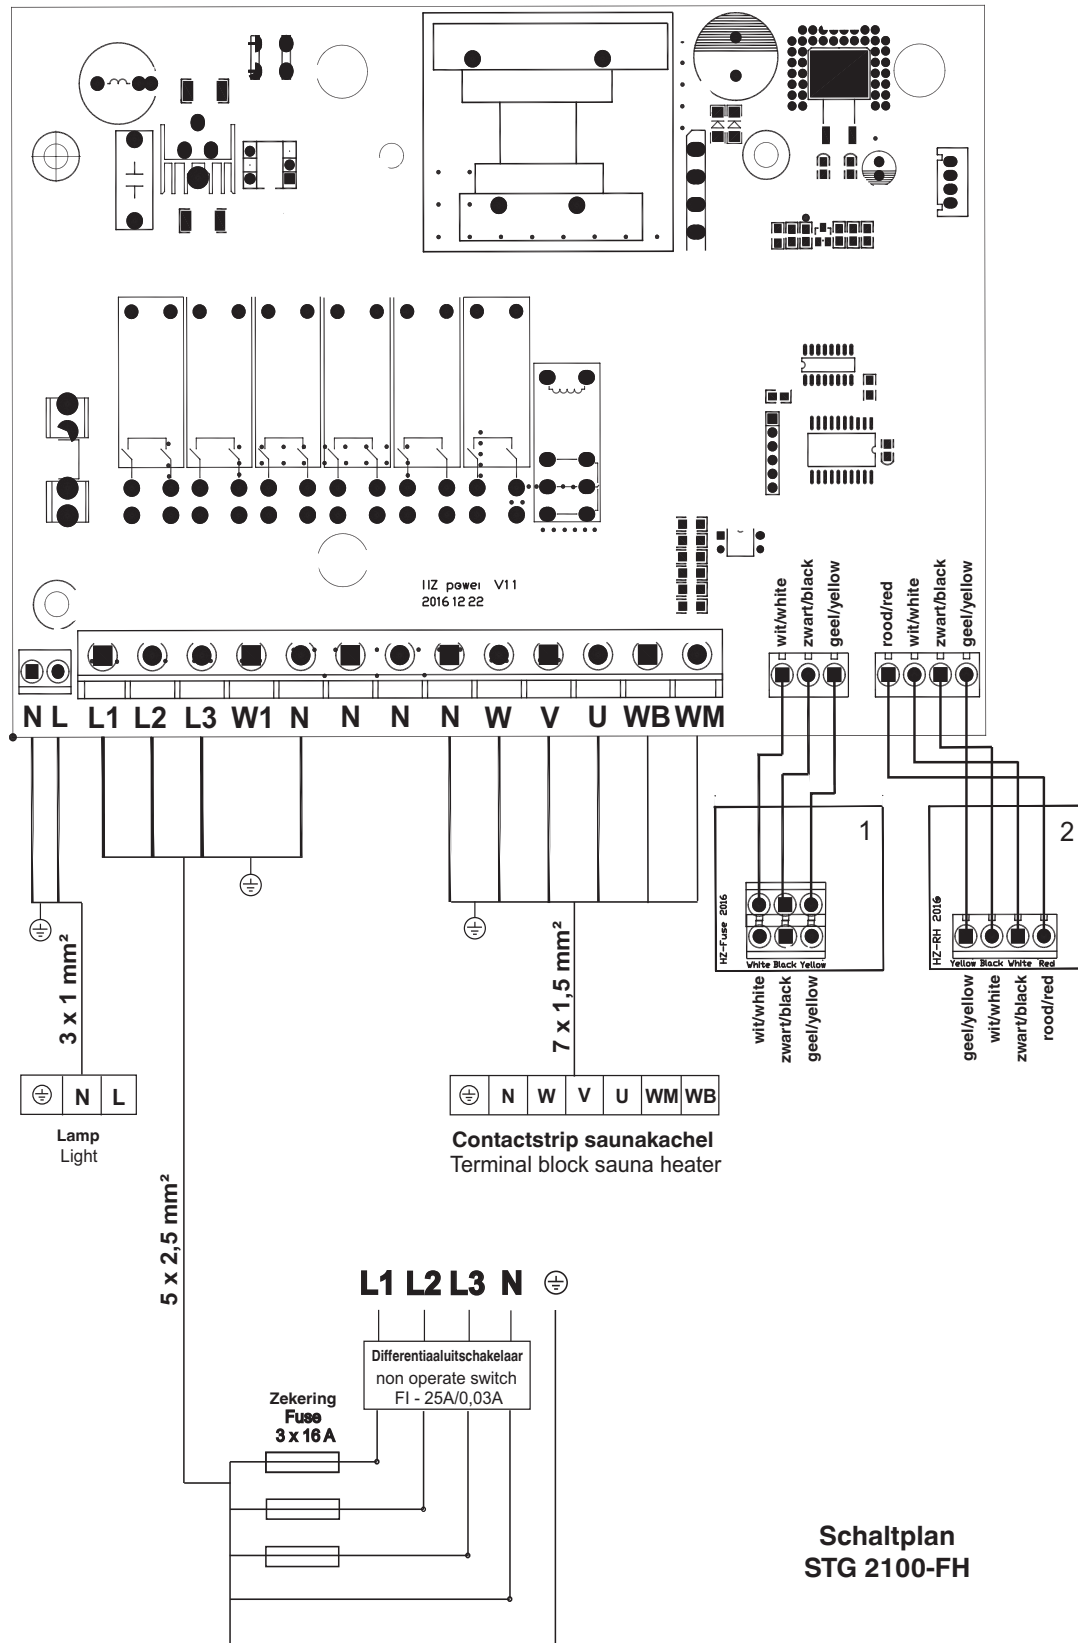 HZ power V11
2016 12 22
wit/white
zwart/black
geel/yellow
rood/red
wit/white
zwart/black
geel/yellow
N L L1 L2 L3 W1 N N N N W V U WB WM
1
2
HZ-Fuse 2016
White Black Yellow
wit/white
zwart/black
geel/yellow
HZ-RH 2016
Yellow Black White Red
geel/yellow
wit/white
zwart/black
rood/red
3 x 1 mm²
7 x 1,5 mm²
N L
Lamp
Light
N W V U WM WB
Contactstrip saunakachel
Terminal block sauna heater
5 x 2,5 mm²
L1 L2 L3 N
Differentiaaluitschakelaar
non operate switch
FI - 25A/0,03A
Zekering
Fuse
3 x 16 A
Schaltplan
STG 2100-FH